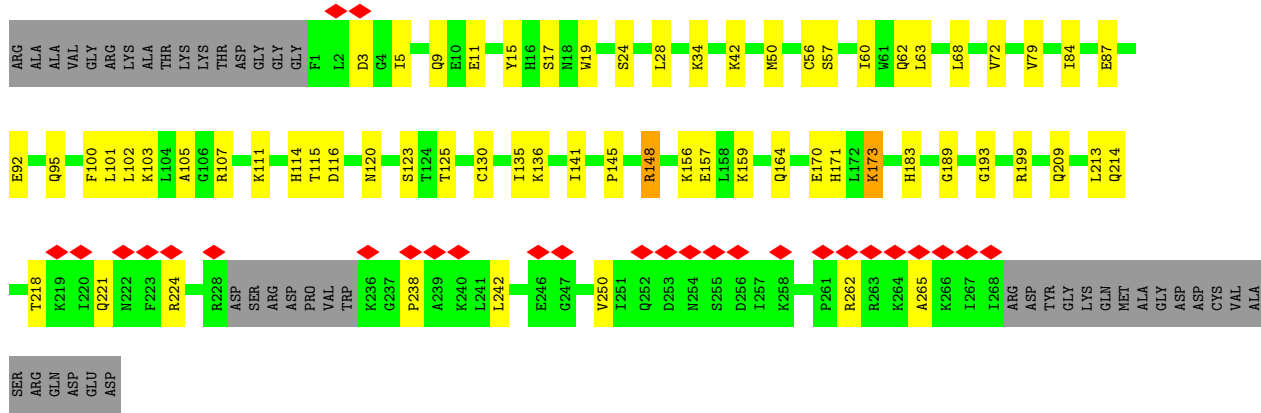 ARG ALA ALA VAL GLY ARG LYS ALA THR LYS LYS THR ASP GLY GLY GLY F1 L2 D3 G4 I5 Q9 E10 E11 Y15 H16 S17 N18 W19 S24 L28 K34 K42 M50 C56 S57 I60 W61 Q62 L63 L68 V72 V79 I84 E87
E92 Q95 F100 L101 L102 K103 L104 A105 G106 R107 K111 H114 T115 D116 N120 S123 T124 T125 C130 I135 K136 I141 P145 R148 K156 E157 L158 K159 Q164 E170 H171 L172 K173 H183 G189 G193 R199 Q209 L213 Q214
T218 K219 I220 Q221 N222 F223 R224 R228 ASP SER ARG ASP PRO VAL TRP K236 G237 P238 A239 K240 L241 L242 E246 G247 V250 I251 Q252 D253 N254 S255 D256 I257 K258 P261 R262 R263 K264 A265 K266 I267 I268 ARG ASP TYR GLY LYS GLN MET ALA GLY ASP ASP CYS VAL ALA
SER ARG GLN ASP GLU ASP